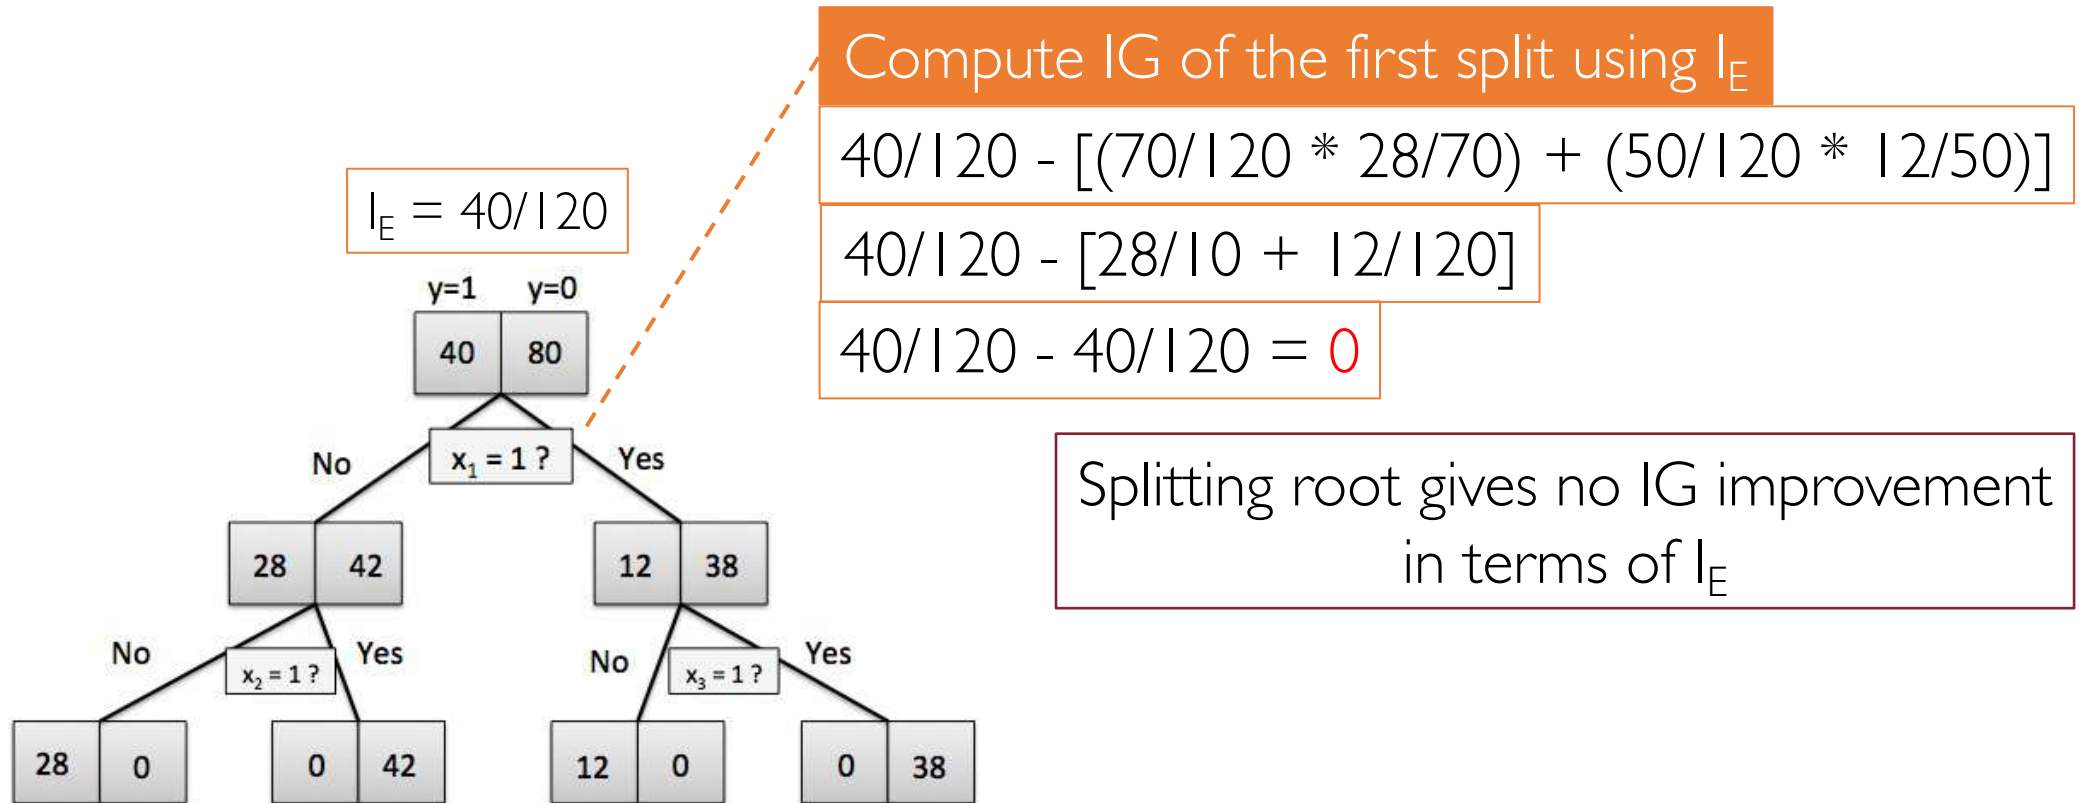 Compute IG of the first split using I_E
40/120 - [(70/120 * 28/70) + (50/120 * 12/50)]
I_E = 40/120
40/120 - [28/10 + 12/120]
40/120 - 40/120 = 0
y=1 y=0
40 80
x_1 = 1 ?
No Yes
Splitting root gives no IG improvement
in terms of I_E
28 42
12 38
No Yes
x_2 = 1 ?
No Yes
x_3 = 1 ?
28 0
0 42
12 0
0 38